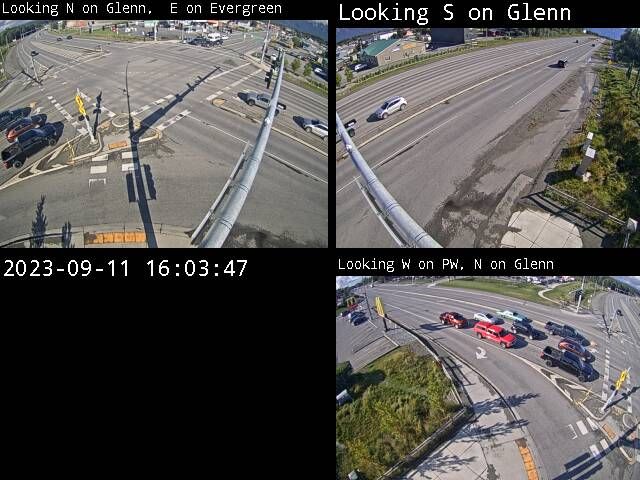 Looking N on Glenn, E on Evergreen
Looking S on Glenn
2023-09-11 16:03:47
Looking W on PW, N on Glenn